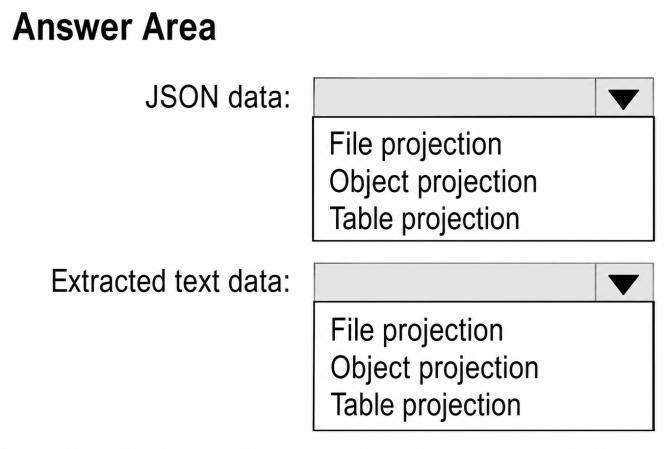 Answer Area
JSON data:
File projection
Object projection
Table projection
Extracted text data:
File projection
Object projection
Table projection